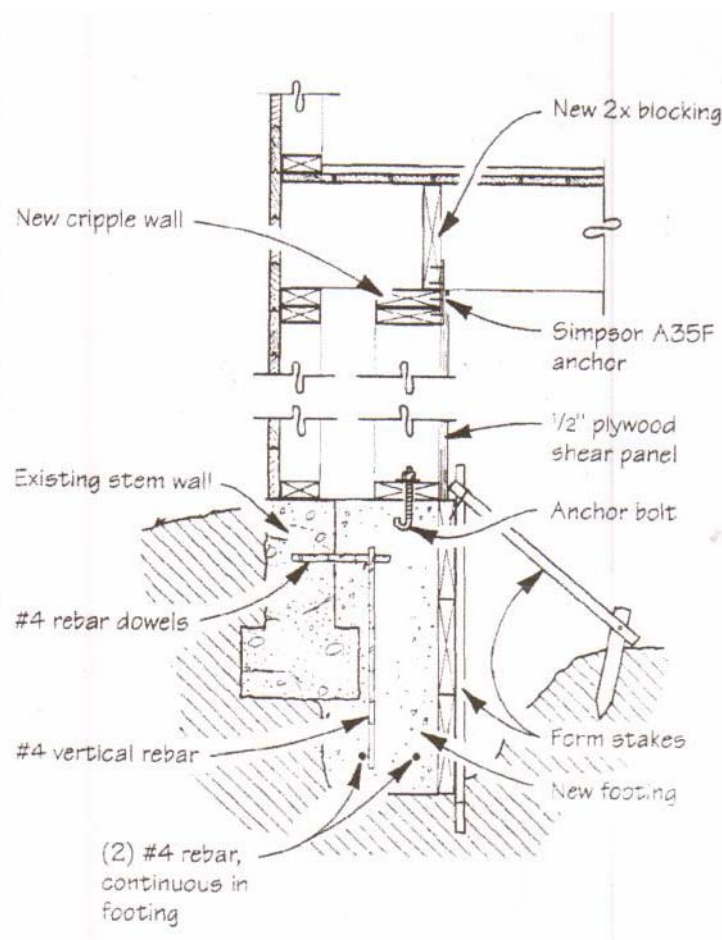 New 2x blocking
New cripple wall
Simpsor A35F
anchor
1/2" plywood
shear panel
Existing stem wall
Anchor bolt
#4 rebar dowels
#4 vertical rebar
Form stakes
New footing
(2) #4 rebar,
continuous in
footing